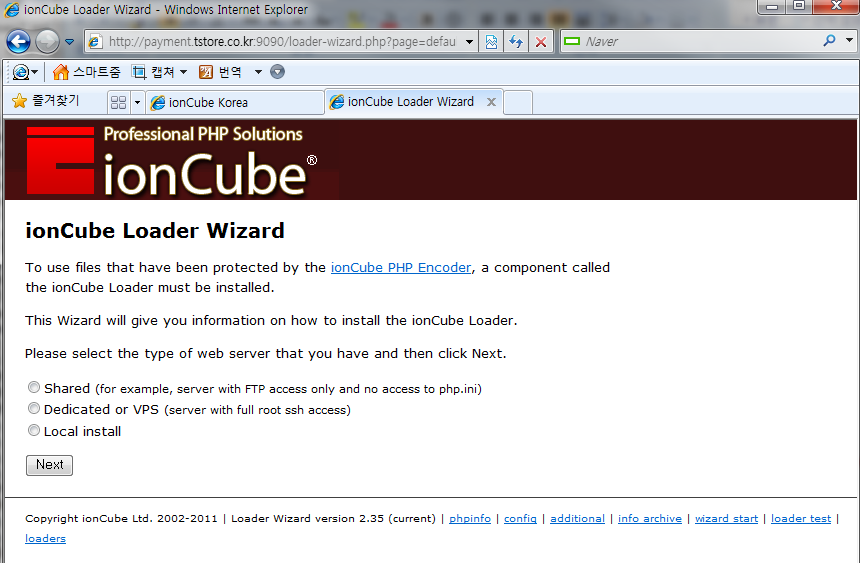 ionCube Loader Wizard - Windows Internet Explorer
http://payment.tstore.co.kr:9090/loader-wizard.php?page=defau
Naver
스마트줌 캡쳐 번역
즐겨찾기 ionCube Korea ionCube Loader Wizard
Professional PHP Solutions
ionCube®
ionCube Loader Wizard
To use files that have been protected by the ionCube PHP Encoder, a component called
the ionCube Loader must be installed.
This Wizard will give you information on how to install the ionCube Loader.
Please select the type of web server that you have and then click Next.
Shared (for example, server with FTP access only and no access to php.ini)
Dedicated or VPS (server with full root ssh access)
Local install
Next
Copyright ionCube Ltd. 2002-2011 | Loader Wizard version 2.35 (current) | phpinfo | config | additional | info archive | wizard start | loader test |
loaders